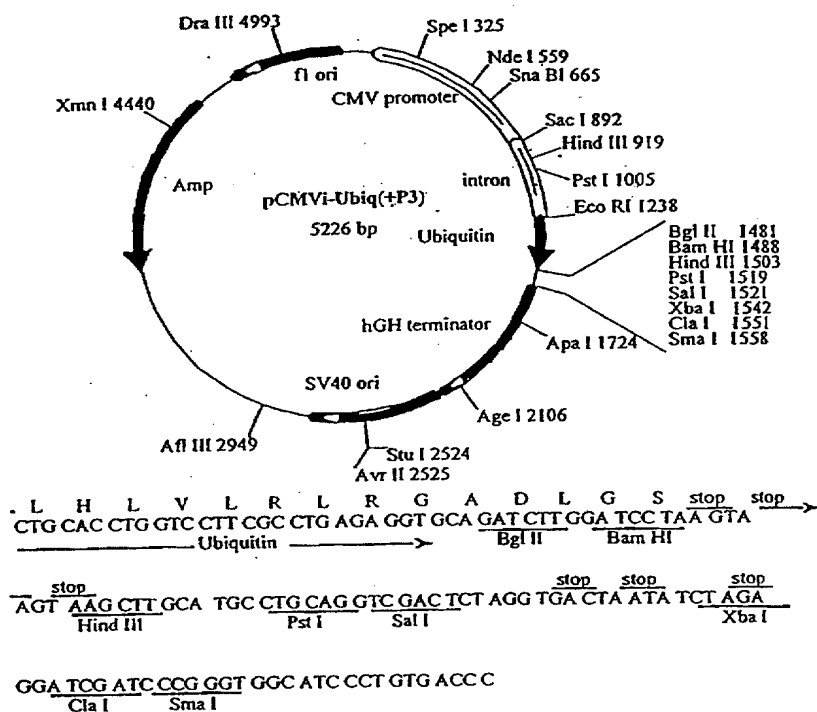 Dra III 4993
Spe I 325
Nde I 559
Sna BI 665
f1 ori
CMV promoter
Xmn I 4440
Sac I 892
Hind III 919
Amp
pCMVi-Ubiq(+P3)
intron
Pst I 1005
5226 bp
Ubiquitin
Eco RI 1238
Bgl II 1481
Bam HI 1488
Hind III 1503
Pst I 1519
Sal I 1521
Xba I 1542
Cla I 1551
Sma I 1558
hGH terminator
Apa I 1724
SV40 ori
Age I 2106
Afl III 2949
Stu I 2524
Avr II 2525
L H L V L R L R G A D L G S stop stop
CTG CAC CTG GTC CTT CGC CTG AGA GGT GCA GAT CTT GG ATC CTA A GTA
Ubiquitin Bgl II Bam HI
stop stop stop stop
A GT AAG CTT GCA TGC CTG CAG GTC GAC TCT AGG TGA CTA ATA TCT AGA
Hind III Pst I Sal I Xba I
GGA TCG ATC CCG GGT GGC ATC CCT GTG ACC C
Cla I Sma I